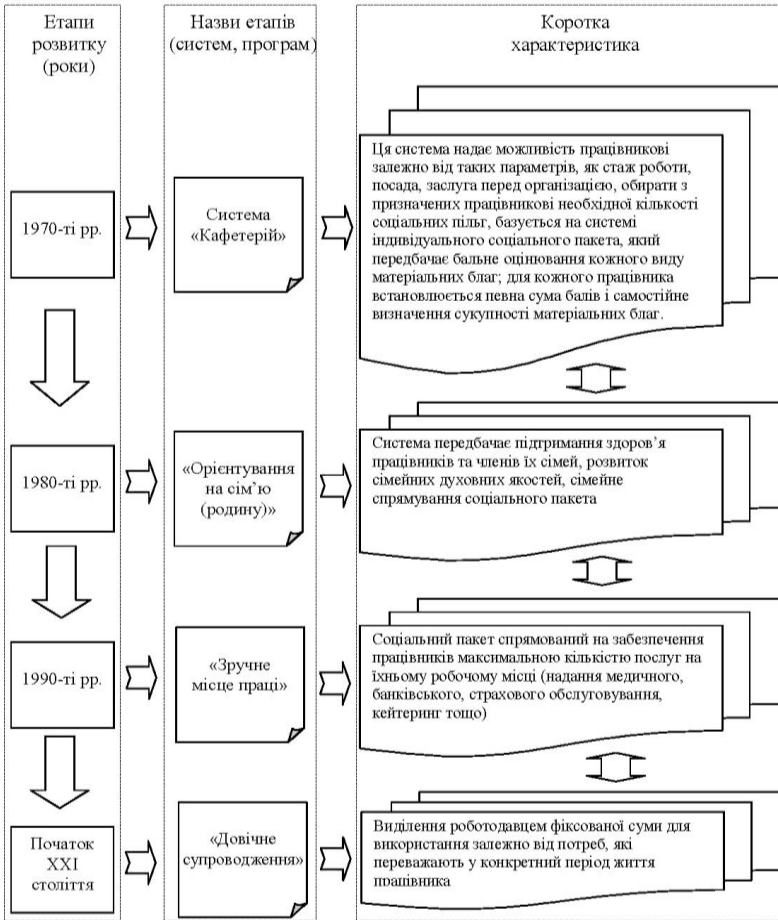 Етапи
розвитку
(роки)
Назви етапів
(систем, програм)
Коротка
характеристика
1970-ті рр.
Система
«Кафетерій»
Ця система надає можливість працівникові
залежно від таких параметрів, як стаж роботи,
посада, заслуга перед організацією, обирати з
призначених працівникові необхідної кількості
соціальних пільг, базується на системі
індивідуального соціального пакета, який
передбачає бальне оцінювання кожного виду
матеріальних благ; для кожного працівника
встановлюється певна сума балів і самостійне
визначення сукупності матеріальних благ.
1980-ті рр.
«Орієнтування
на сім’ю
(родину)»
Система передбачає підтримання здоров’я
працівників та членів їх сімей, розвиток
сімейних духовних якостей, сімейне
спрямування соціального пакета
1990-ті рр.
«Зручне
місце праці»
Соціальний пакет спрямований на забезпечення
працівників максимальною кількістю послуг на
їхньому робочому місці (надання медичного,
банківського, страхового обслуговування,
кейтеринг тощо)
Початок
XXI
століття
«Довічне
супроводження»
Виділення роботодавцем фіксованої суми для
використання залежно від потреб, які
переважають у конкретний період життя
працівника